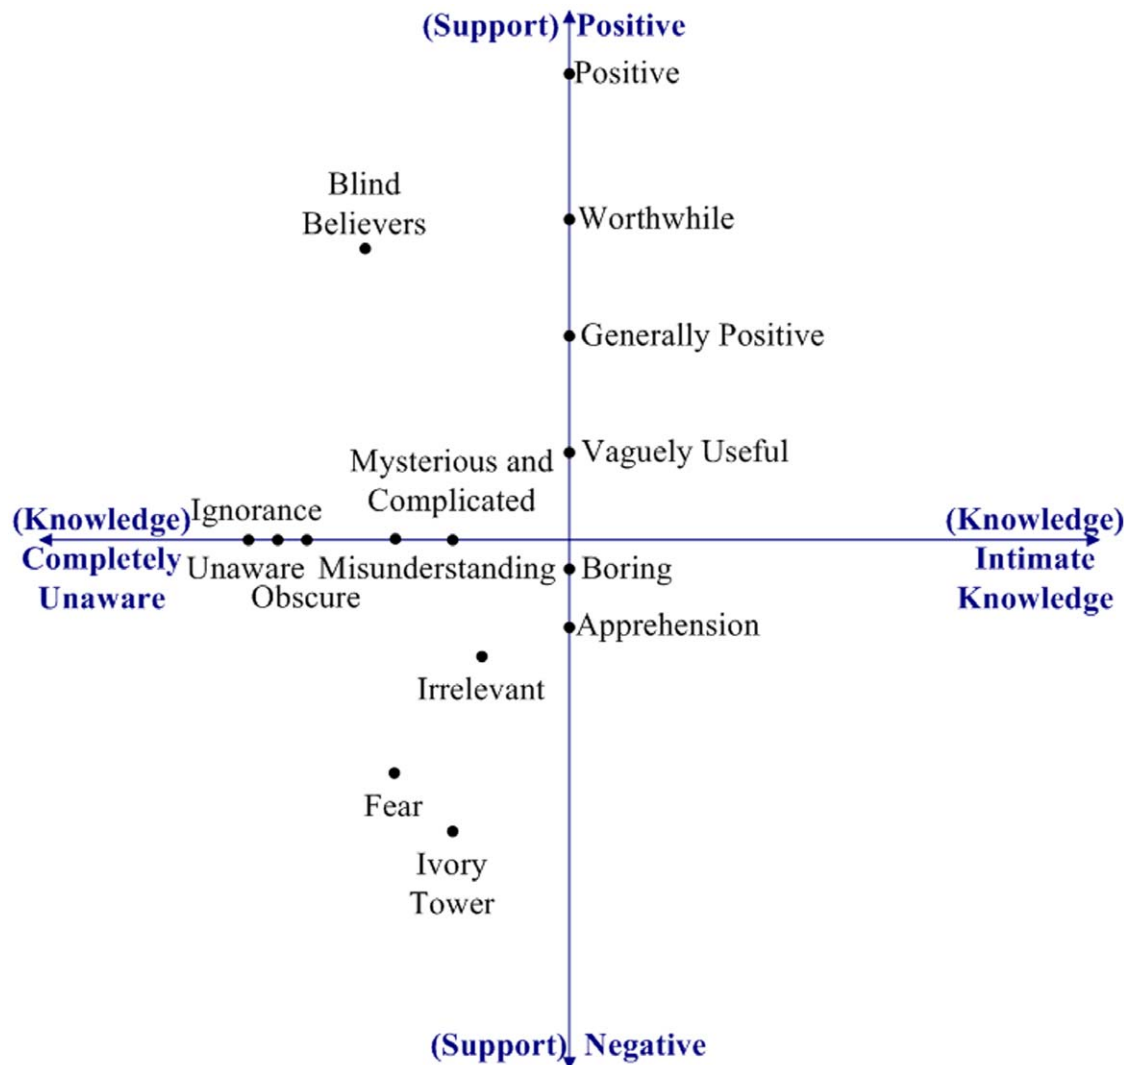 (Support) Positive
Positive
Blind
Believers
Worthwhile
Generally Positive
Vaguely Useful
Mysterious and
Complicated
Ignorance
(Knowledge)
Completely
Unaware
(Knowledge)
Intimate
Knowledge
Unaware
Misunderstanding
Boring
Obscure
Apprehension
Irrelevant
Fear
Ivory
Tower
(Support) Negative